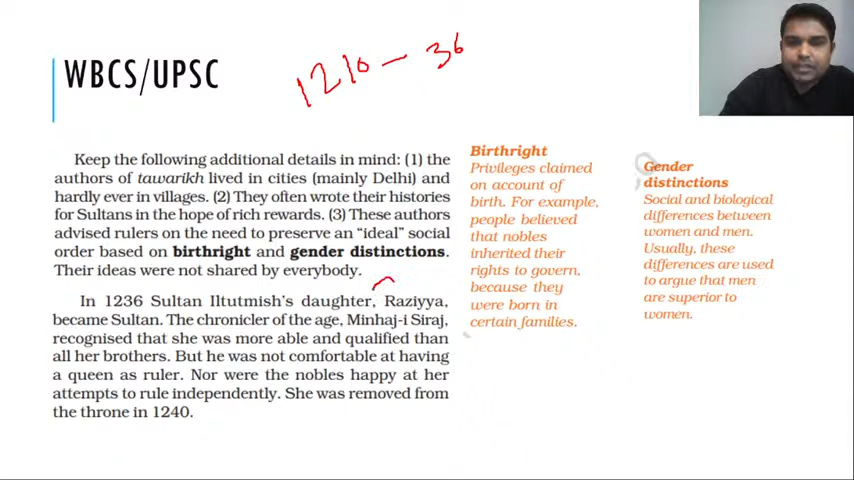 WBCS/UPSC
1210 - 36
Keep the following additional details in mind: (1) the
authors of tawarikh lived in cities (mainly Delhi) and
hardly ever in villages. (2) They often wrote their histories
for Sultans in the hope of rich rewards. (3) These authors
advised rulers on the need to preserve an “ideal” social
order based on birthright and gender distinctions.
Their ideas were not shared by everybody.
In 1236 Sultan Iltutmish’s daughter, Raziyya,
became Sultan. The chronicler of the age, Minhaj-i Siraj,
recognised that she was more able and qualified than
all her brothers. But he was not comfortable at having
a queen as ruler. Nor were the nobles happy at her
attempts to rule independently. She was removed from
the throne in 1240.
Birthright
Privileges claimed
on account of
birth. For example,
people believed
that nobles
inherited their
rights to govern,
because they
were born in
certain families.
Gender
distinctions
Social and biological
differences between
women and men.
Usually, these
differences are used
to argue that men
are superior to
women.